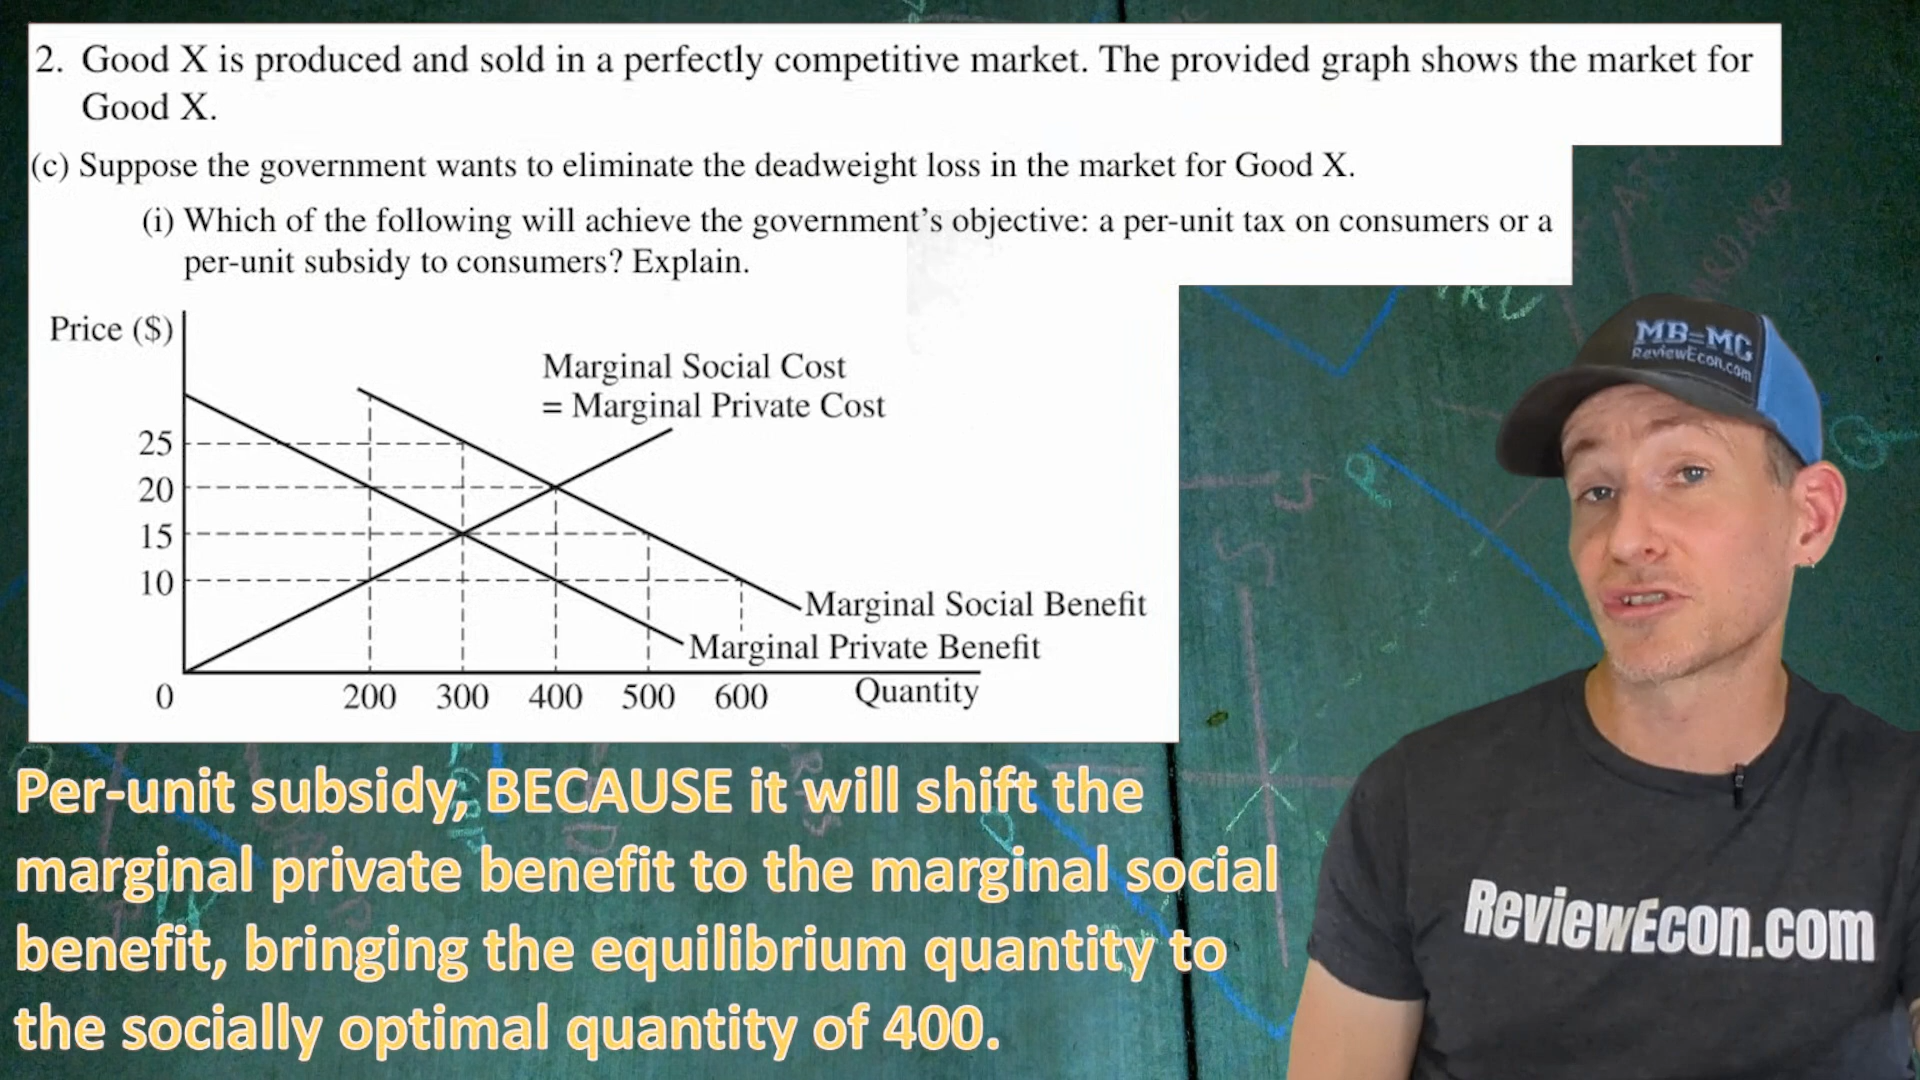 2. Good X is produced and sold in a perfectly competitive market. The provided graph shows the market for
Good X.
(c) Suppose the government wants to eliminate the deadweight loss in the market for Good X.
(i) Which of the following will achieve the government's objective: a per-unit tax on consumers or a
per-unit subsidy to consumers? Explain.
Price ($)
Marginal Social Cost
= Marginal Private Cost
25
20
15
10
Marginal Social Benefit
Marginal Private Benefit
0 200 300 400 500 600 Quantity
MB=MC
ReviewEcon.com
ReviewEcon.com
Per-unit subsidy, BECAUSE it will shift the
marginal private benefit to the marginal social
benefit, bringing the equilibrium quantity to
the socially optimal quantity of 400.